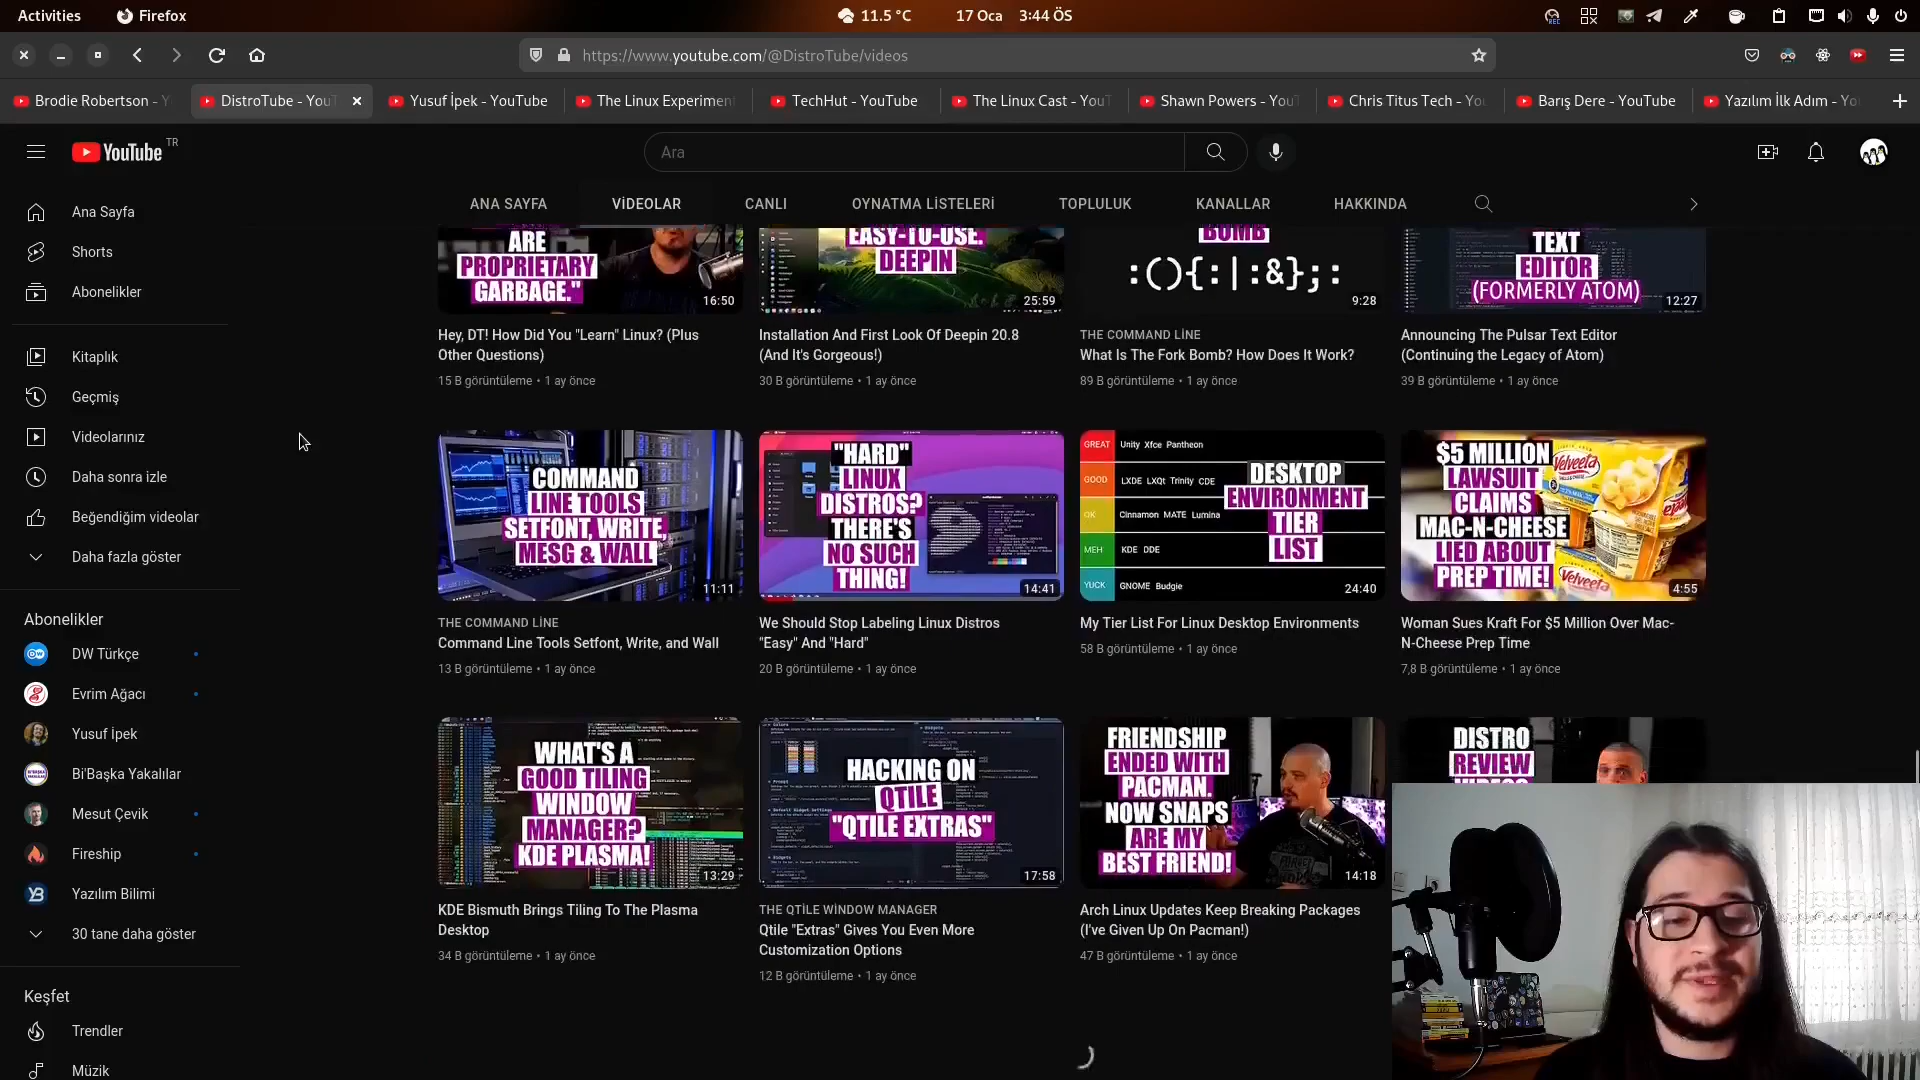 Activities
Firefox
11.5 °C
17 Oca 3:44 ÖS
https://www.youtube.com/@DistroTube/videos
Brodie Robertson - Y
DistroTube - YouT
Yusuf İpek - YouTube
The Linux Experimen
TechHut - YouTube
The Linux Cast - YouT
Shawn Powers - YouT
Chris Titus Tech - You
Barış Dere - YouTube
Yazılım İlk Adım - Yo
YouTube TR
Ara
ANA SAYFA
VİDEOLAR
CANLI
OYNATMA LİSTELERİ
TOPLULUK
KANALLAR
HAKKINDA
Ana Sayfa
Shorts
Abonelikler
Kitaplık
Geçmiş
Videolarınız
Daha sonra izle
Beğendiğim videolar
Daha fazla göster
Abonelikler
DW Türkçe
Evrim Ağacı
Yusuf İpek
Bi'Başka Yakalılar
Mesut Çevik
Fireship
Yazılım Bilimi
30 tane daha göster
Keşfet
Trendler
Müzik
ARE
PROPRIETARY
GARBAGE."
16:50
Hey, DT! How Did You "Learn" Linux? (Plus
Other Questions)
15 B görüntüleme • 1 ay önce
EASY-TO-USE.
DEEPIN
25:59
Installation And First Look Of Deepin 20.8
(And It's Gorgeous!)
30 B görüntüleme • 1 ay önce
BOMB
:(){:|:&};:
9:28
THE COMMAND LİNE
What Is The Fork Bomb? How Does It Work?
89 B görüntüleme • 1 ay önce
TEXT
EDITOR
(FORMERLY ATOM)
12:27
Announcing The Pulsar Text Editor
(Continuing the Legacy of Atom)
39 B görüntüleme • 1 ay önce
COMMAND
LINE TOOLS
SETFONT, WRITE,
MESG & WALL
11:11
THE COMMAND LİNE
Command Line Tools Setfont, Write, and Wall
13 B görüntüleme • 1 ay önce
"HARD"
LINUX
DISTROS?
THERE'S
NO SUCH
THING!
14:41
We Should Stop Labeling Linux Distros
"Easy" And "Hard"
20 B görüntüleme • 1 ay önce
GREAT Unity Xfce Pantheon
GOOD LXDE LXQt Trinity CDE
OK Cinnamon MATE Lumina
MEH KDE DDE
YUCK GNOME Budgie
DESKTOP
ENVIRONMENT
TIER
LIST
24:40
My Tier List For Linux Desktop Environments
58 B görüntüleme • 1 ay önce
$5 MILLION
LAWSUIT
CLAIMS
MAC-N-CHEESE
LIED ABOUT
PREP TIME!
Velveeta
Velveeta
4:55
Woman Sues Kraft For $5 Million Over Mac-
N-Cheese Prep Time
7,8 B görüntüleme • 1 ay önce
WHAT'S A
GOOD TILING
WINDOW
MANAGER?
KDE PLASMA!
13:29
KDE Bismuth Brings Tiling To The Plasma
Desktop
34 B görüntüleme • 1 ay önce
HACKING ON
QTILE
"QTILE EXTRAS"
17:58
THE QTİLE WİNDOW MANAGER
Qtile "Extras" Gives You Even More
Customization Options
12 B görüntüleme • 1 ay önce
FRIENDSHIP
ENDED WITH
PACMAN.
NOW SNAPS
ARE MY
BEST FRIEND!
14:18
Arch Linux Updates Keep Breaking Packages
(I've Given Up On Pacman!)
47 B görüntüleme • 1 ay önce
DISTRO
REVIEW